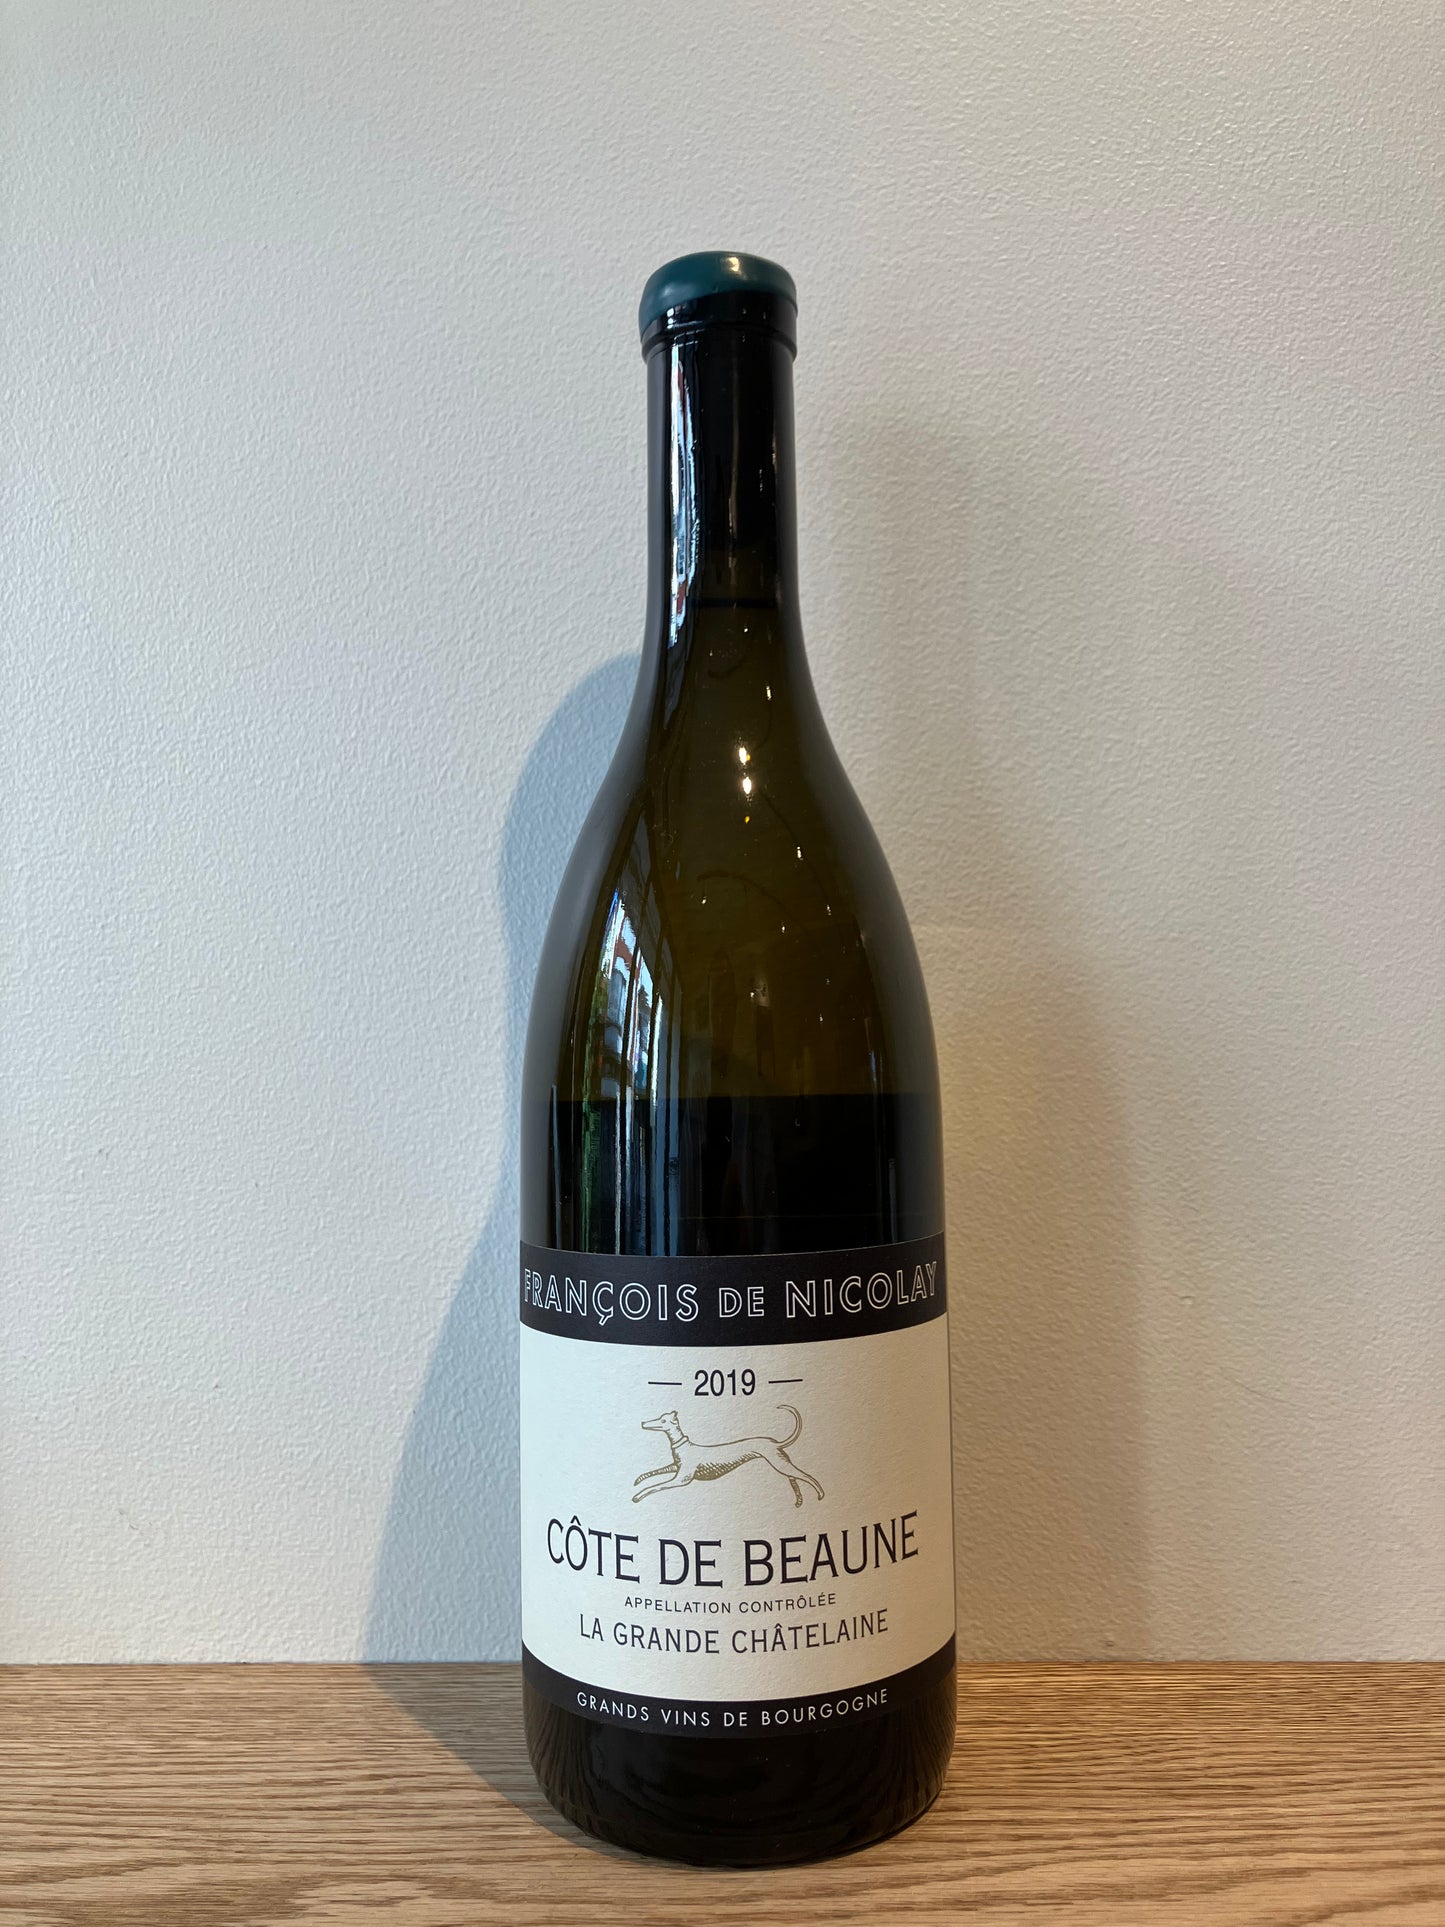 FRANÇOIS DE NICOLAY
— 2019 —
CÔTE DE BEAUNE
APPELLATION CONTRÔLÉE
LA GRANDE CHÂTELAINE
GRANDS VINS DE BOURGOGNE